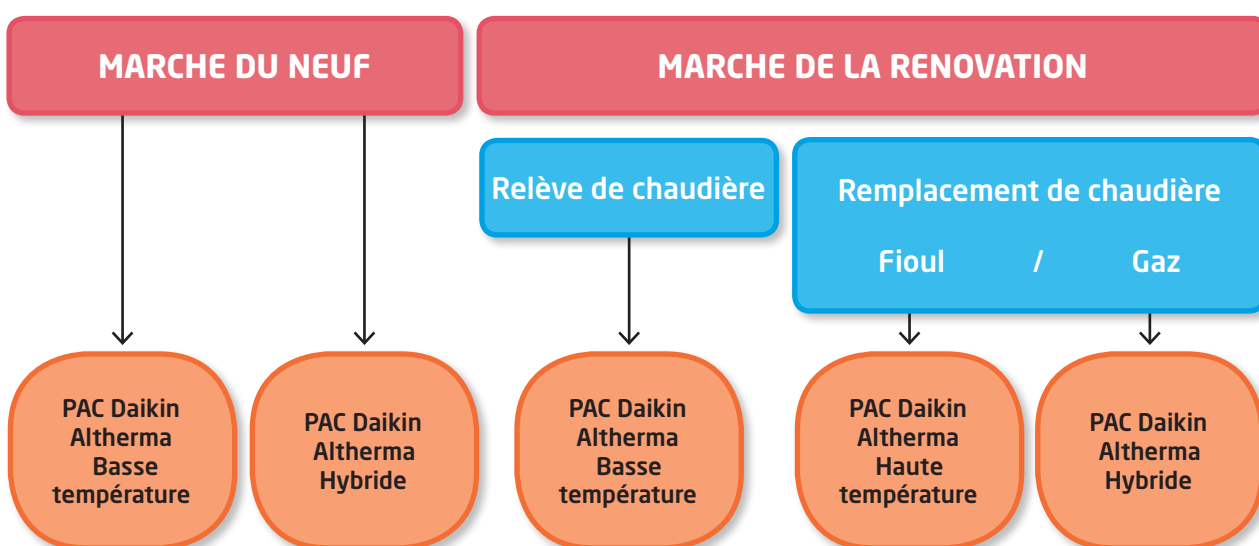 MARCHE DU NEUF
MARCHE DE LA RENOVATION
Relève de chaudière
Remplacement de chaudière
Fioul / Gaz
PAC Daikin
Altherma
Basse
température
PAC Daikin
Altherma
Hybride
PAC Daikin
Altherma
Basse
température
PAC Daikin
Altherma
Haute
température
PAC Daikin
Altherma
Hybride